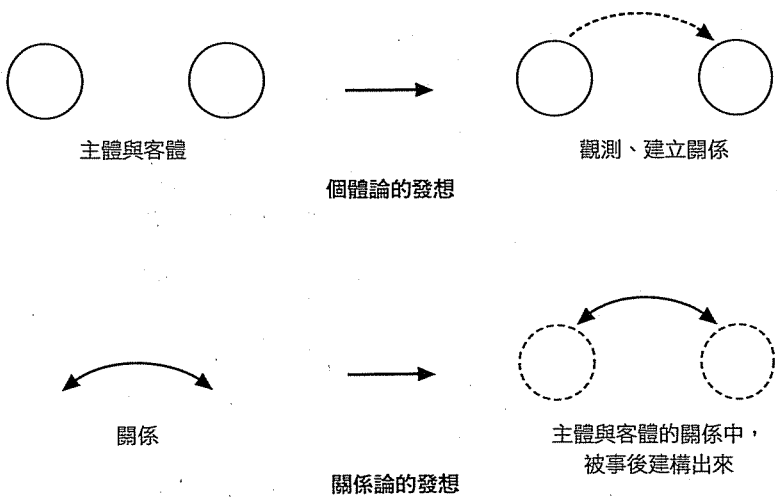 主體與客體
觀測、建立關係
個體論的發想
關係
主體與客體的關係中，
被事後建構出來
關係論的發想